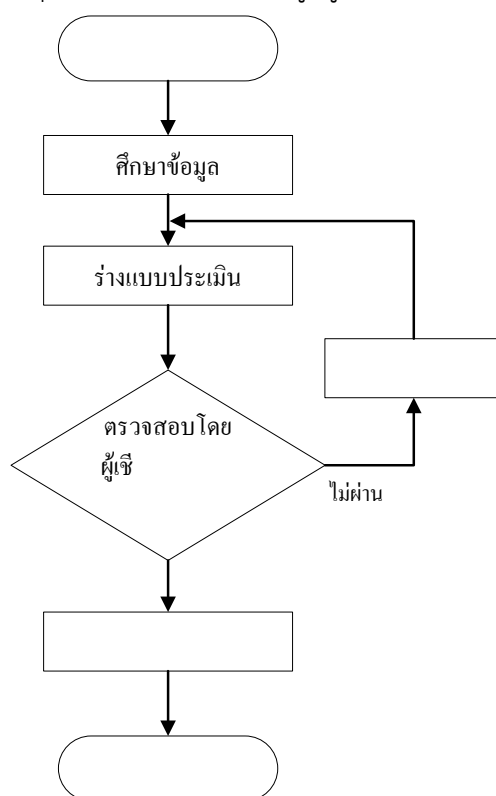 ศึกษาข้อมูล
ร่างแบบประเมิน
ตรวจสอบโดย
ผู้เชี
ไม่ผ่าน